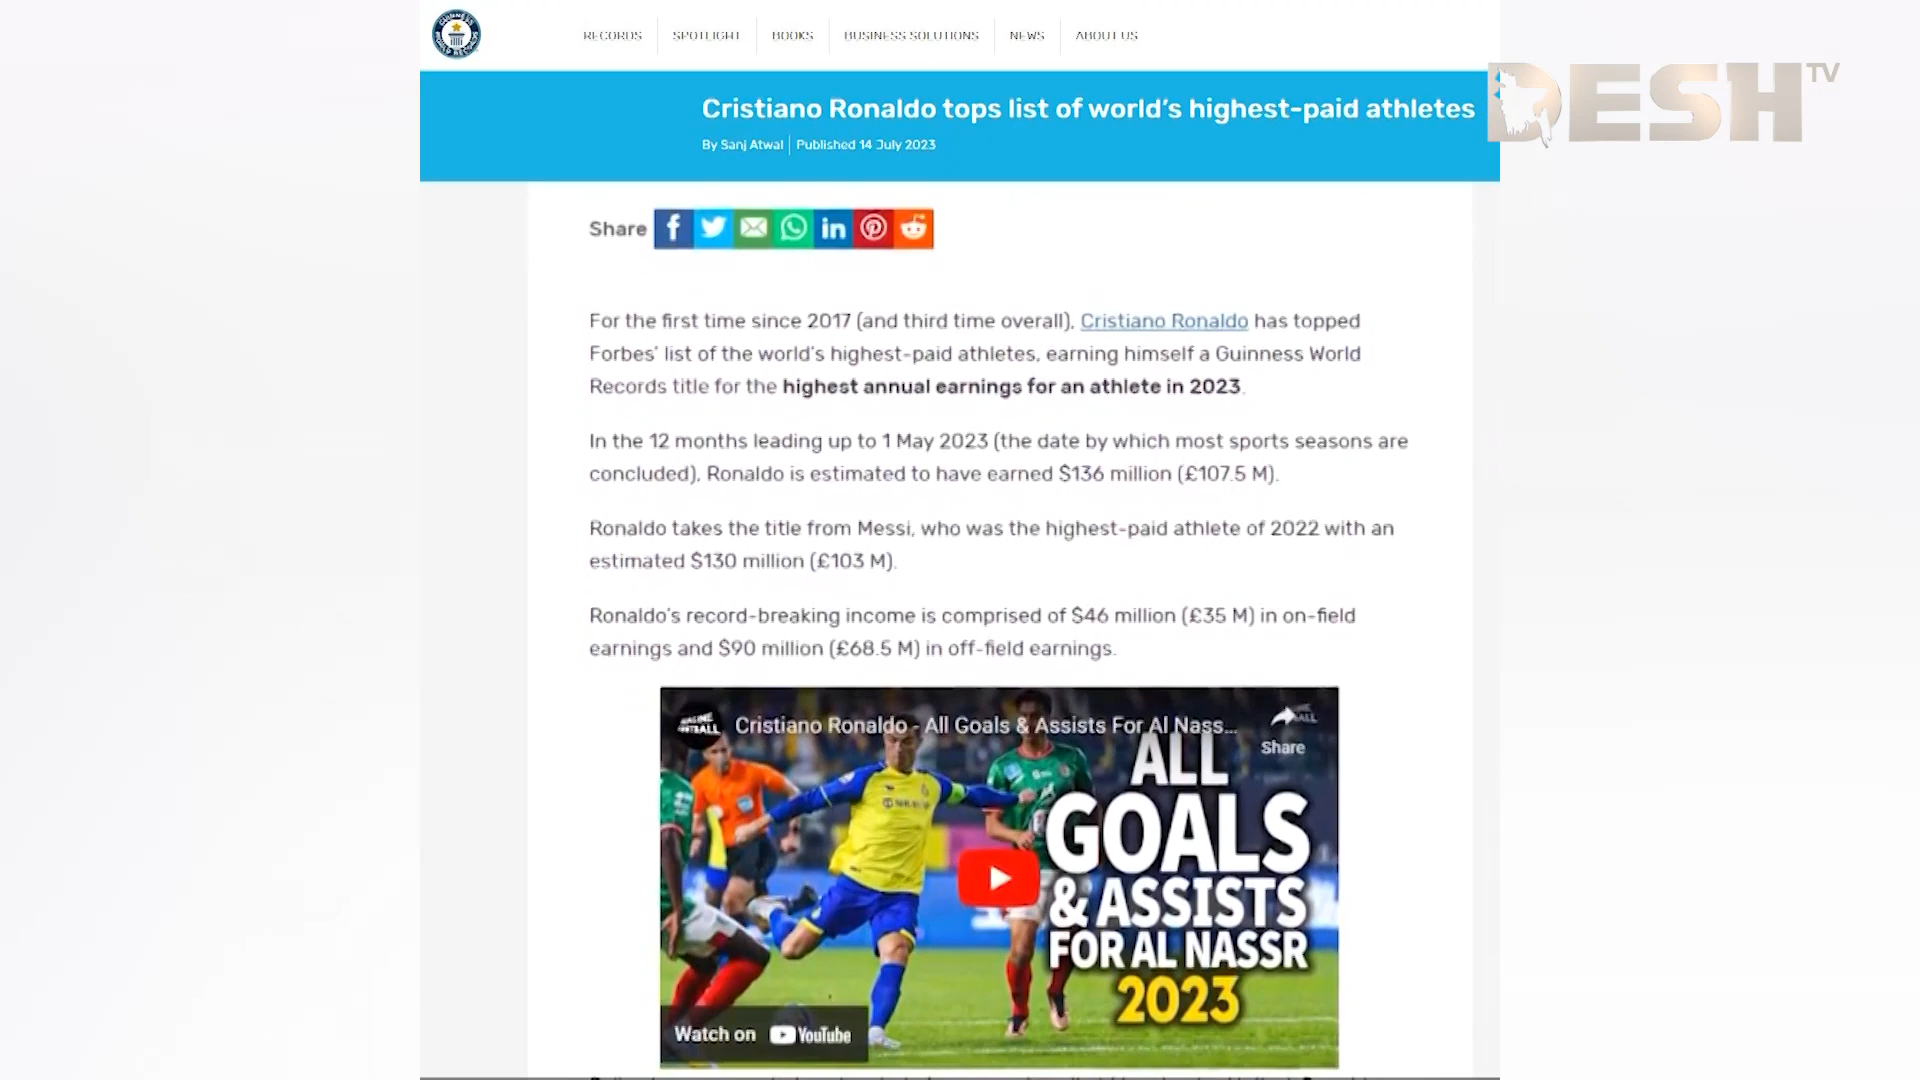 GUINNESS WORLD RECORDS
RECORDS
SPOTLIGHT
BOOKS
BUSINESS SOLUTIONS
NEWS
ABOUT US
DESH TV
Cristiano Ronaldo tops list of world's highest-paid athletes
By Sanj Atwal | Published 14 July 2023
Share
For the first time since 2017 (and third time overall), Cristiano Ronaldo has topped
Forbes' list of the world's highest-paid athletes, earning himself a Guinness World
Records title for the highest annual earnings for an athlete in 2023.
In the 12 months leading up to 1 May 2023 (the date by which most sports seasons are
concluded), Ronaldo is estimated to have earned $136 million (£107.5 M).
Ronaldo takes the title from Messi, who was the highest-paid athlete of 2022 with an
estimated $130 million (£103 M).
Ronaldo's record-breaking income is comprised of $46 million (£35 M) in on-field
earnings and $90 million (£68.5 M) in off-field earnings.
Cristiano Ronaldo - All Goals & Assists For Al Nass...
Share
ALL
GOALS
& ASSISTS
FOR AL NASSR
2023
Watch on YouTube